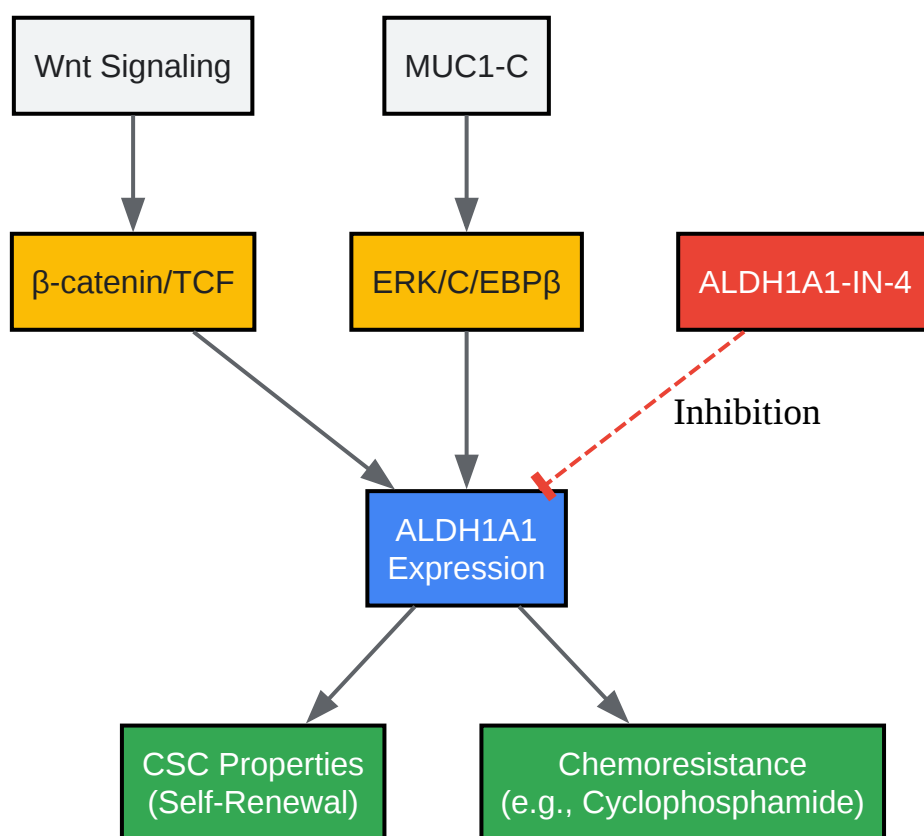 Wnt Signaling
MUC1-C
β-catenin/TCF
ERK/C/EBPβ
ALDH1A1-IN-4
Inhibition
ALDH1A1
Expression
CSC Properties
(Self-Renewal)
Chemoresistance
(e.g., Cyclophosphamide)